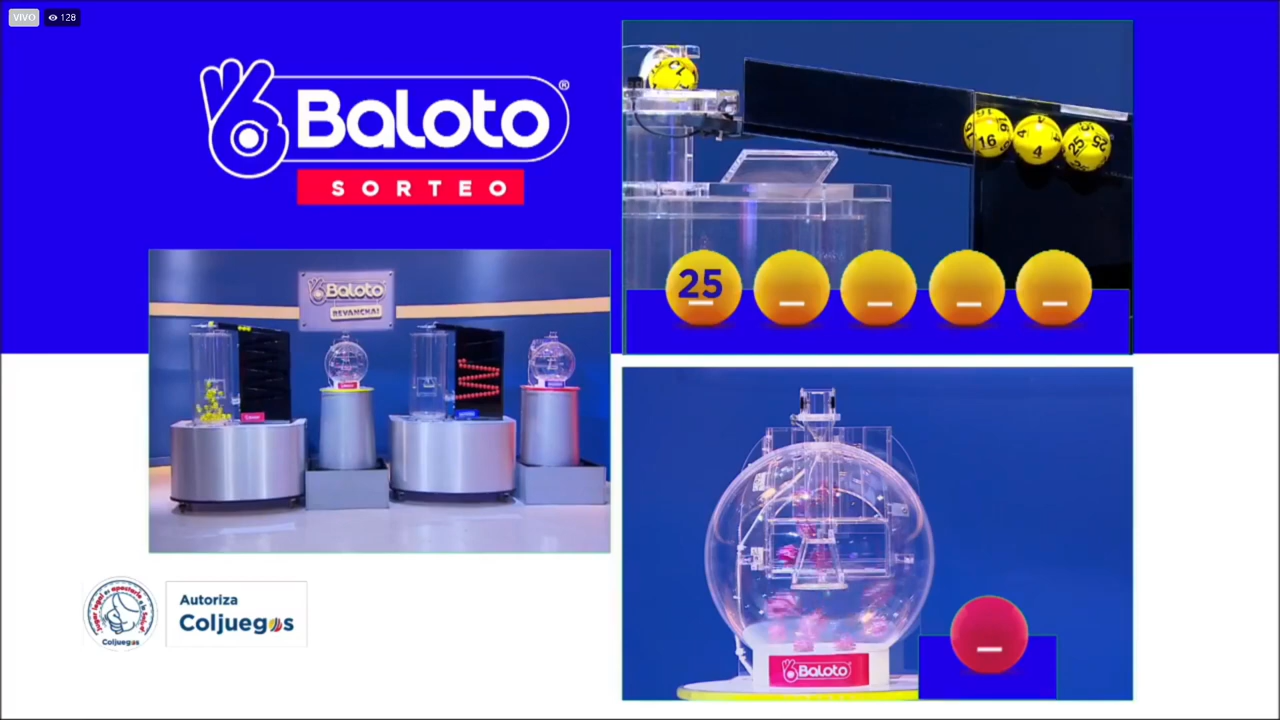 VIVO
128
Baloto®
SORTEO
16
4
25
25
Baloto
REVANCHA!
Autoriza
Coljuegos
Coljuegos
Baloto